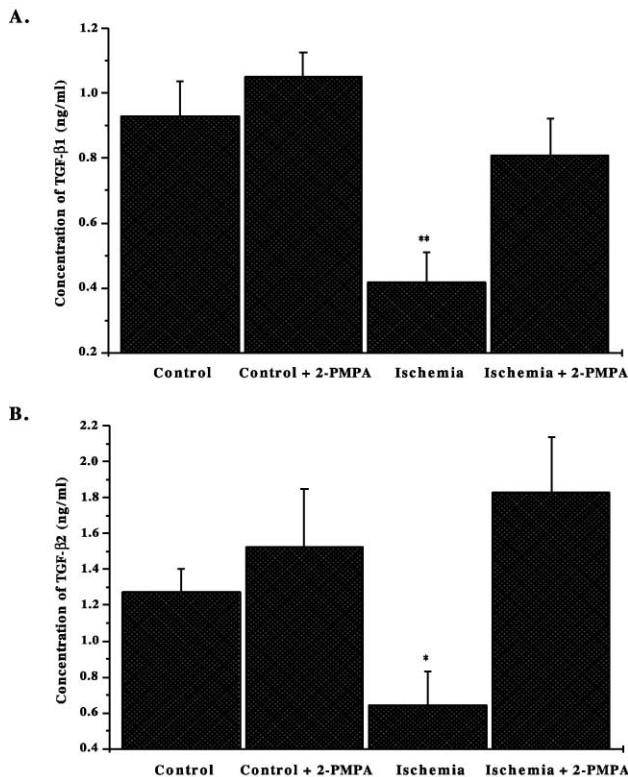 A.
Concentration of TGF-β1 (ng/ml)
1.2
1.0
0.8
0.6
0.4
0.2
**
Control
Control + 2-PMPA
Ischemia
Ischemia + 2-PMPA
B.
Concentration of TGF-β2 (ng/ml)
2.2
2.0
1.8
1.6
1.4
1.2
1.0
0.8
0.6
0.4
*
Control
Control + 2-PMPA
Ischemia
Ischemia + 2-PMPA